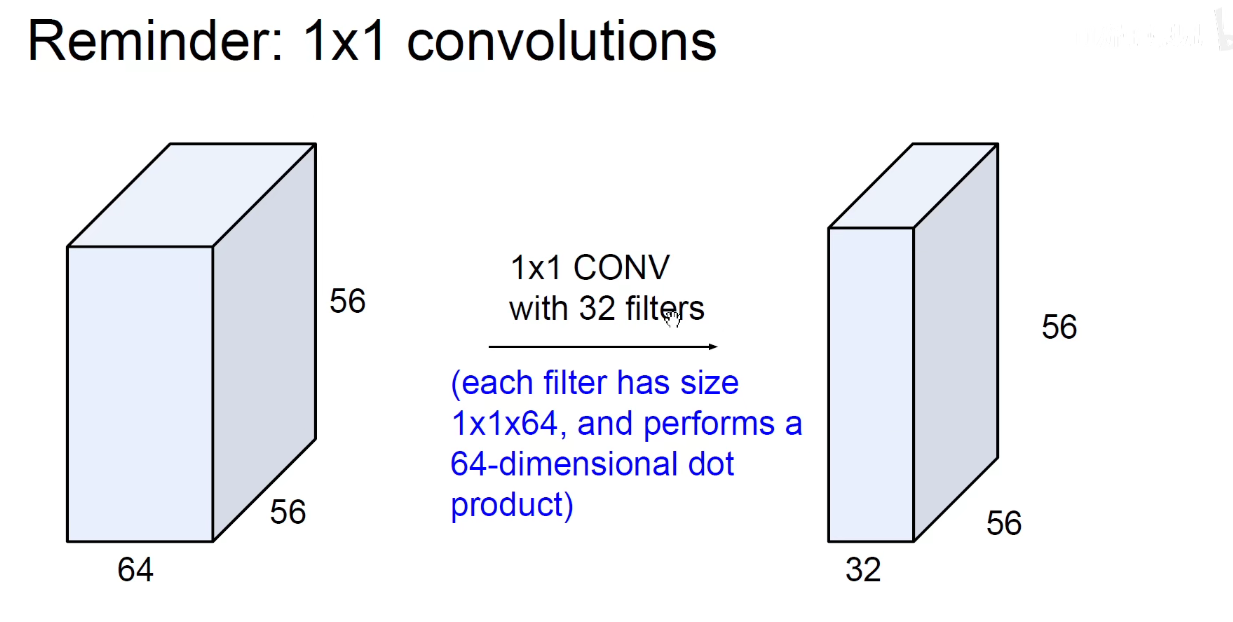 Reminder: 1x1 convolutions
56
56
64
1x1 CONV
with 32 filters
(each filter has size
1x1x64, and performs a
64-dimensional dot
product)
56
56
32